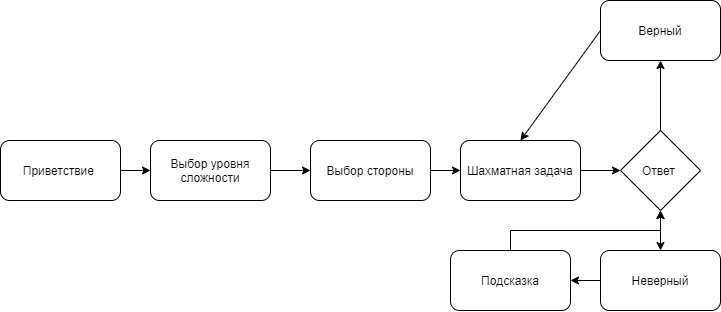 Верный
Приветствие
Выбор уровня
сложности
Выбор стороны
Шахматная задача
Ответ
Подсказка
Неверный